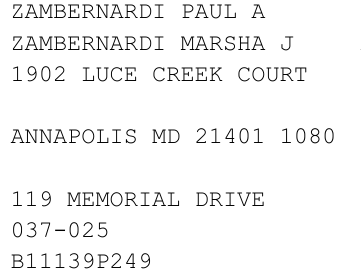 ZAMBERNARDI PAUL A
ZAMBERNARDI MARSHA J
1902 LUCE CREEK COURT
ANNAPOLIS MD 21401 1080
119 MEMORIAL DRIVE
037-025
B11139P249